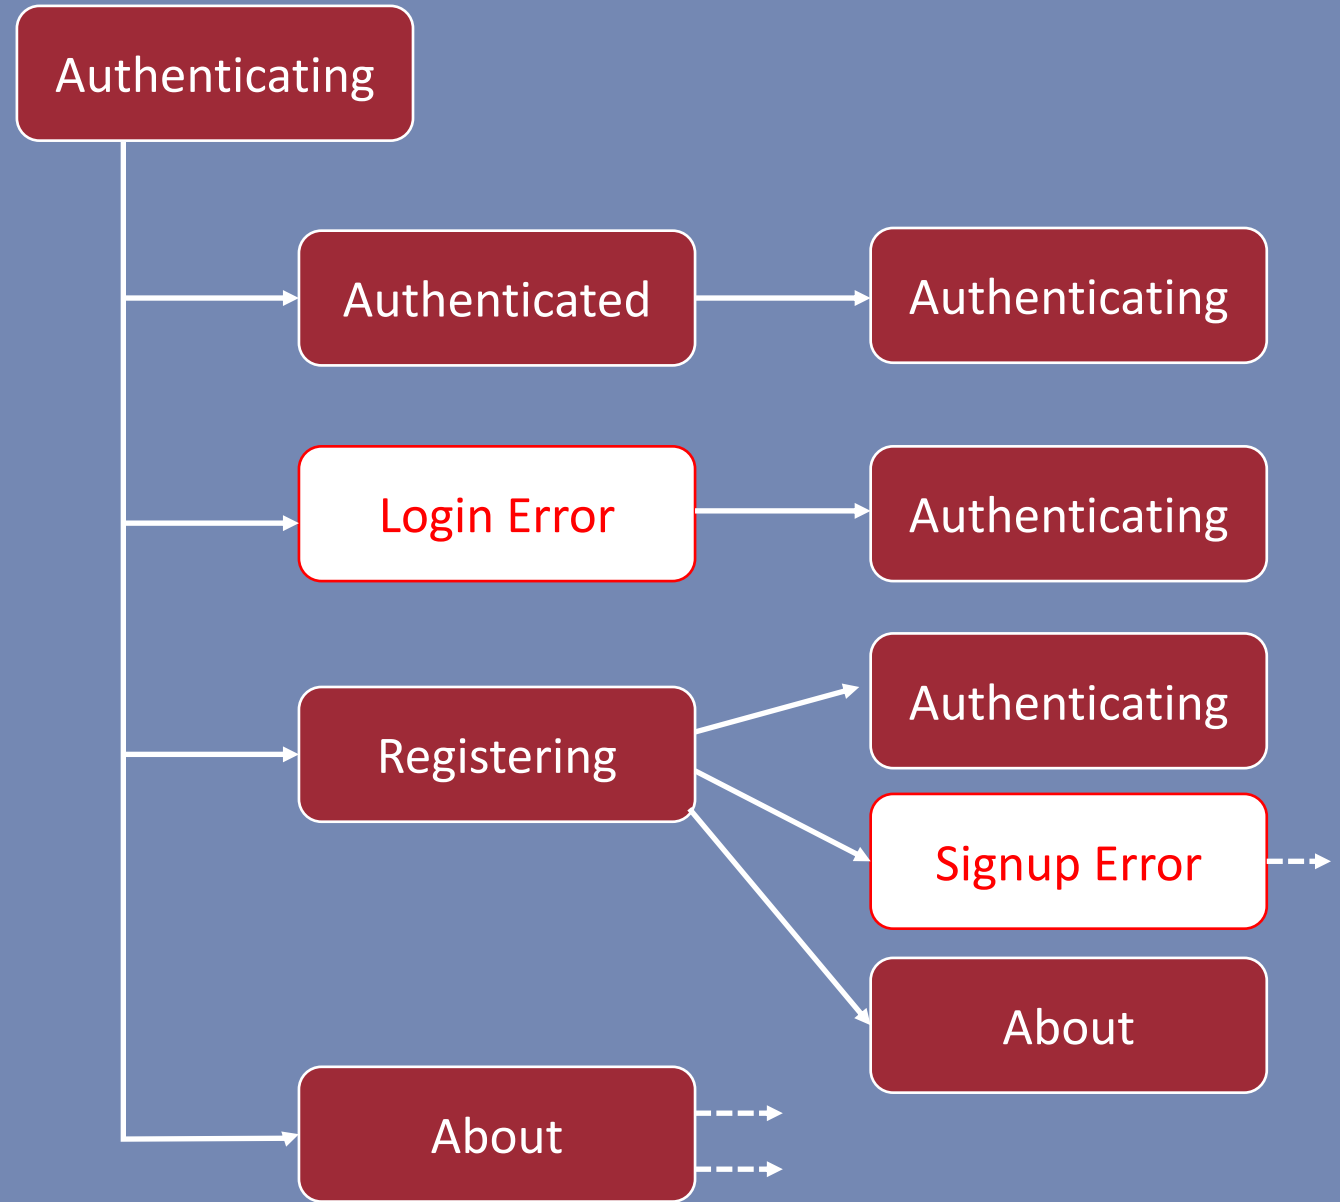 Authenticating
Authenticated
Authenticating
Login Error
Authenticating
Registering
Authenticating
Signup Error
About
About